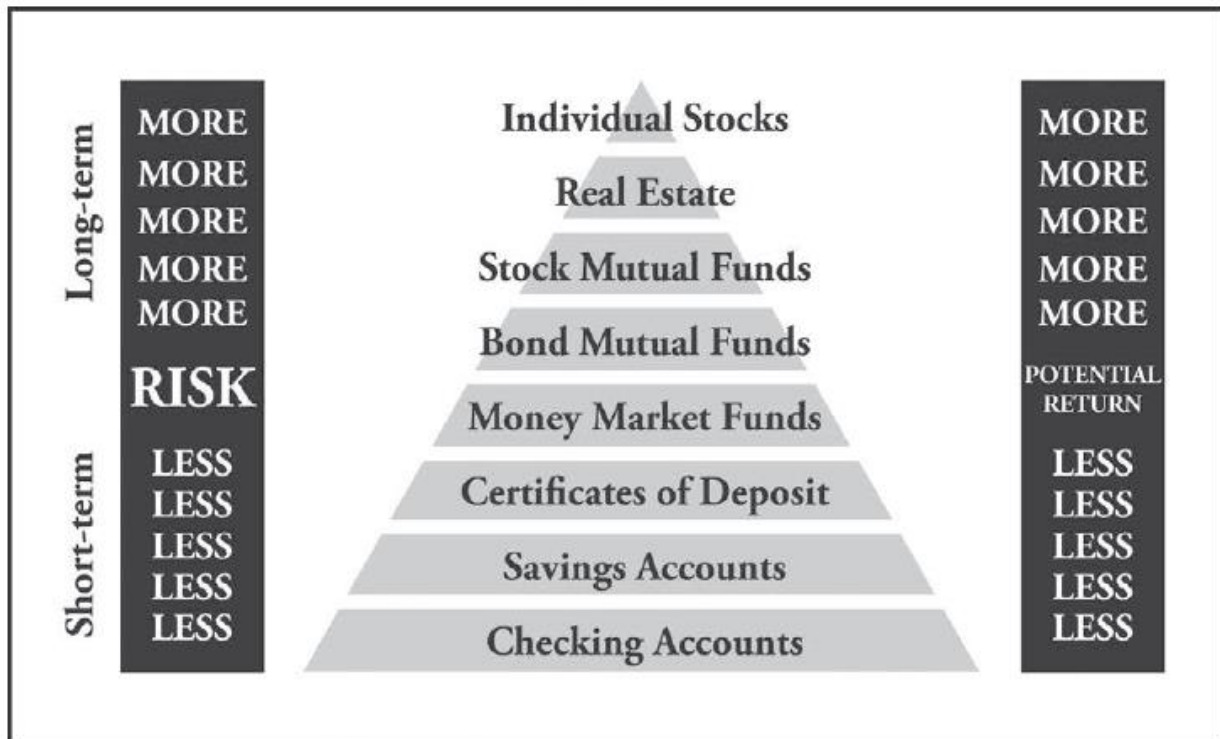 Long-term
Short-term
MORE
MORE
MORE
MORE
MORE
RISK
LESS
LESS
LESS
LESS
LESS
Individual Stocks
Real Estate
Stock Mutual Funds
Bond Mutual Funds
Money Market Funds
Certificates of Deposit
Savings Accounts
Checking Accounts
MORE
MORE
MORE
MORE
MORE
POTENTIAL
RETURN
LESS
LESS
LESS
LESS
LESS